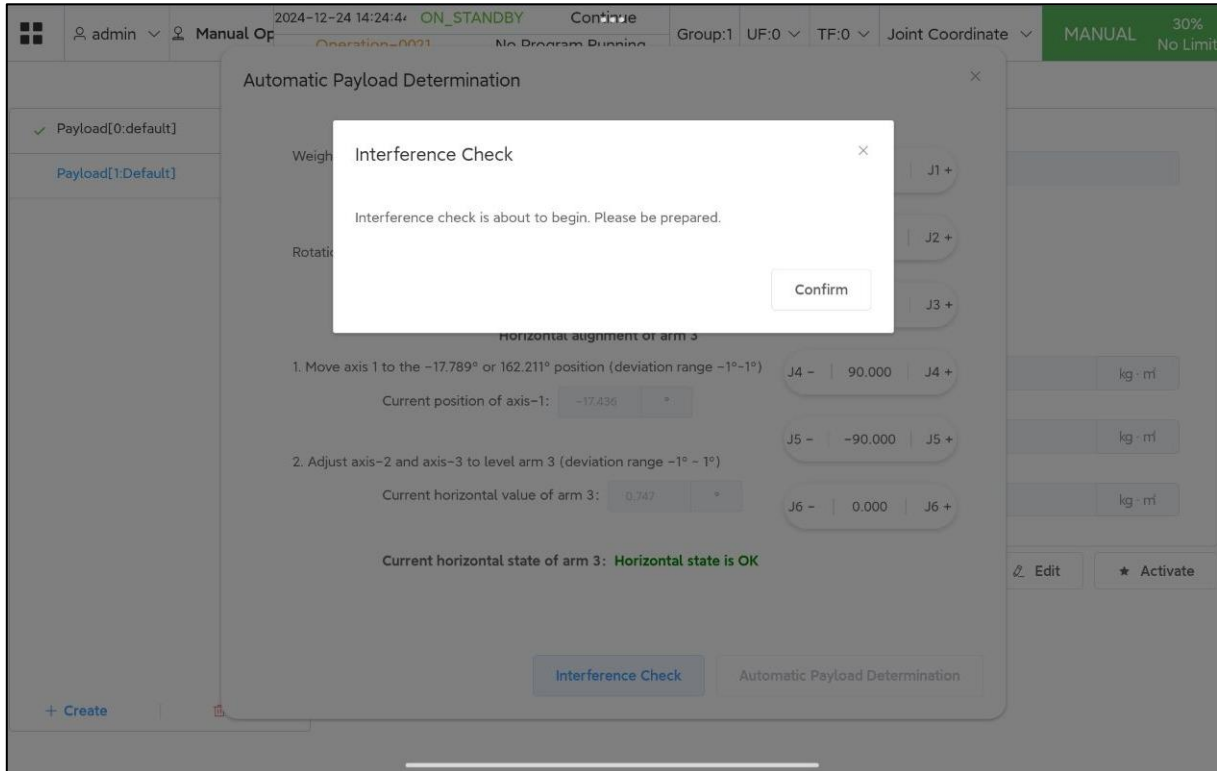 2024-12-24 14:24:44 ON_STANDBY Continue
admin Manual Op Operation-0021 No Program Running Group:1 UF:0 TF:0 Joint Coordinate MANUAL 30% No Limit
Automatic Payload Determination
Payload[0:default]
Payload[1:Default]
Weigh
Interference Check
J1 +
Interference check is about to begin. Please be prepared.
Rotatio
J2 +
Confirm
J3 +
Horizontal alignment of arm 3
1. Move axis 1 to the -17.789° or 162.211° position (deviation range -1°-1°)
J4 - 90.000 J4 +
kg · ㎡
Current position of axis-1: -17.436 °
J5 - -90.000 J5 +
kg · ㎡
2. Adjust axis-2 and axis-3 to level arm 3 (deviation range -1° - 1°)
Current horizontal value of arm 3: 0.747 °
J6 - 0.000 J6 +
kg · ㎡
Current horizontal state of arm 3: Horizontal state is OK
Edit
Activate
Interference Check
Automatic Payload Determination
+ Create